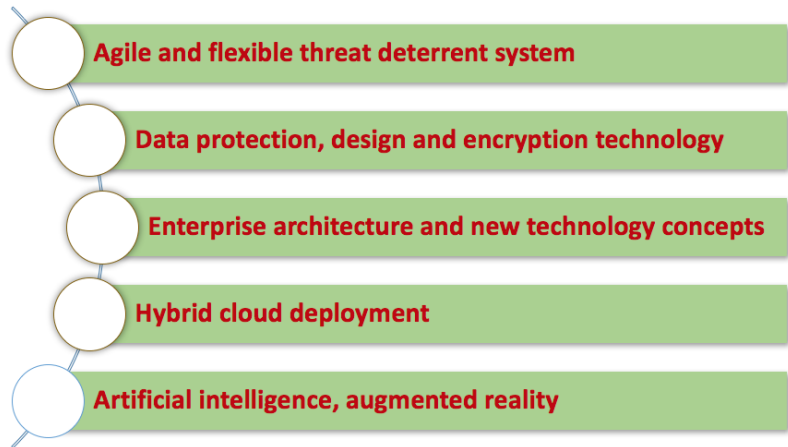 Agile and flexible threat deterrent system
Data protection, design and encryption technology
Enterprise architecture and new technology concepts
Hybrid cloud deployment
Artificial intelligence, augmented reality